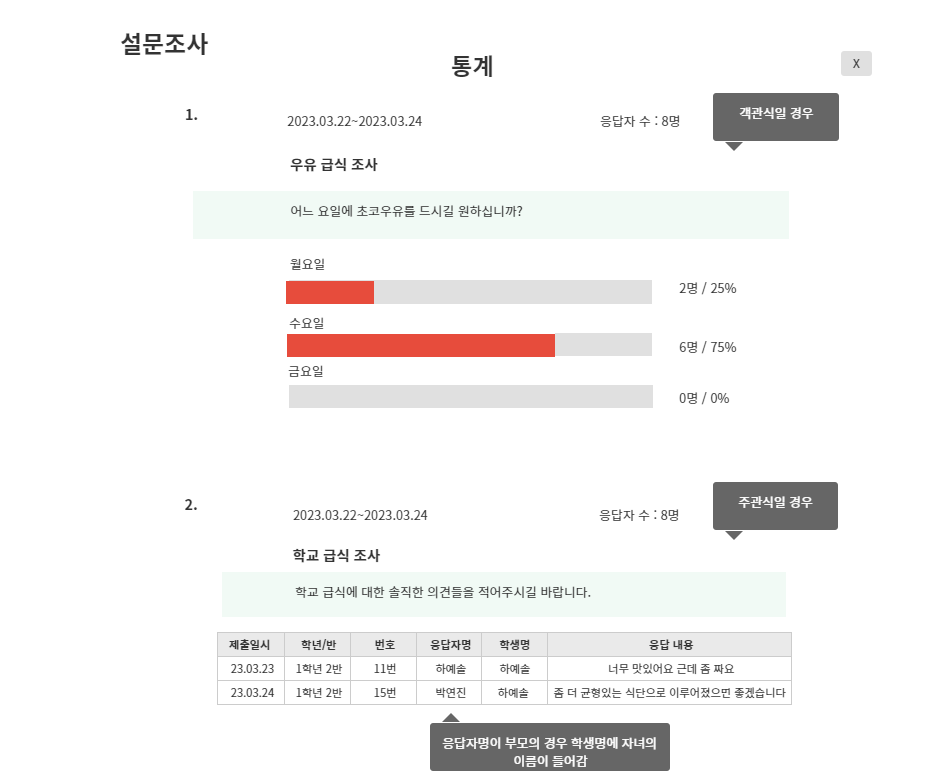 설문조사
통계
X
1.
2023.03.22~2023.03.24
응답자 수 : 8명
객관식일 경우
우유 급식 조사
어느 요일에 초코우유를 드시길 원하십니까?
월요일
2명 / 25%
수요일
6명 / 75%
금요일
0명 / 0%
2.
2023.03.22~2023.03.24
응답자 수 : 8명
주관식일 경우
학교 급식 조사
학교 급식에 대한 솔직한 의견들을 적어주시길 바랍니다.
제출일시 학년/반 번호 응답자명 학생명 응답 내용
23.03.23 1학년 2반 11번 하예솔 하예솔 너무 맛있어요 근데 좀 짜요
23.03.24 1학년 2반 15번 박연진 하예솔 좀 더 균형있는 식단으로 이루어졌으면 좋겠습니다
응답자명이 부모의 경우 학생명에 자녀의
이름이 들어감